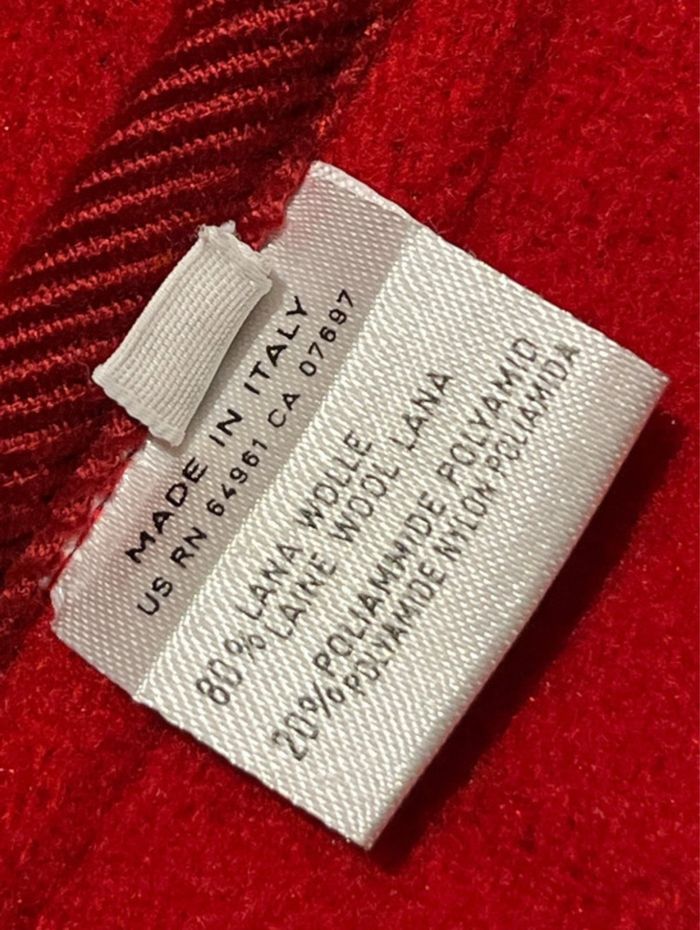 MADE IN ITALY
US RN 64961 CA 07697
80% LANA WOLLE
LAINE WOOL LANA
20% POLIAMMIDE POLYAMID
POLYAMIDE NYLON POLIAMIDA